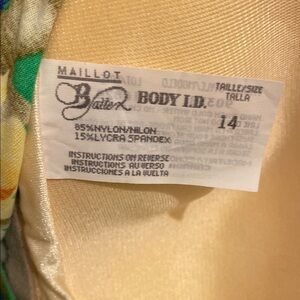 MAILLOT
Baltex BODY I.D.
TAILLE/SIZE
TALLA
14
85%NYLON/NILON
15%LYCRA SPANDEX
INSTRUCTIONS ON REVERSE
INSTRUCTIONS AU VERSO
INSTRUCCIONES A LA VUELTA